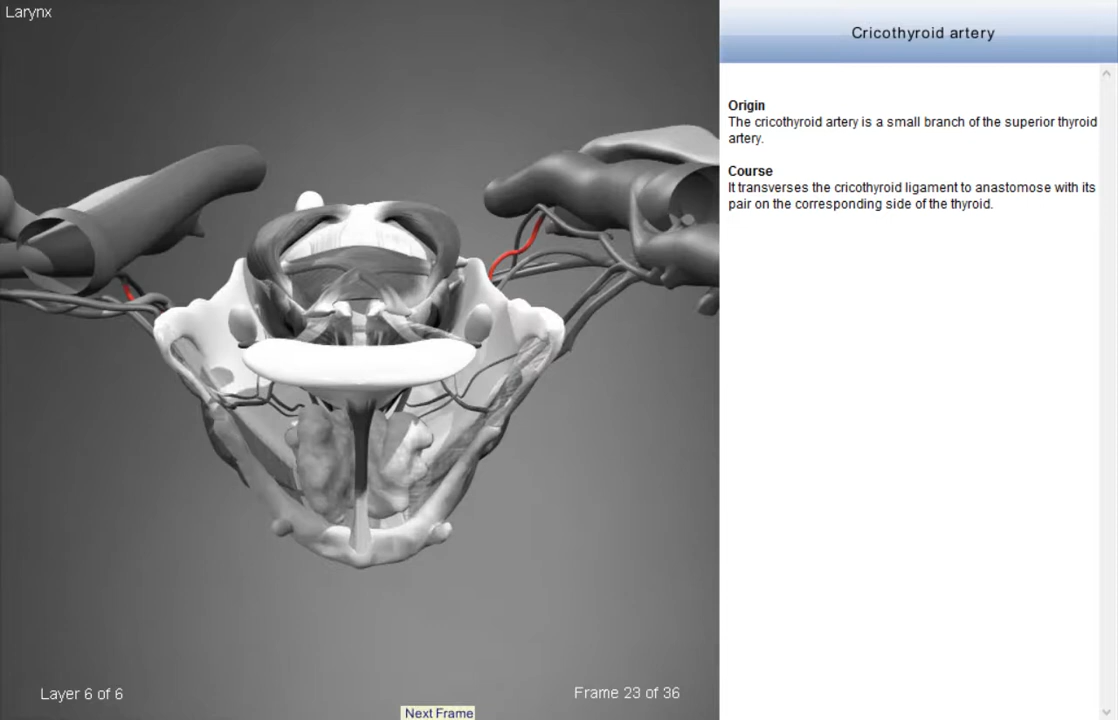 Larynx
Cricothyroid artery
Origin
The cricothyroid artery is a small branch of the superior thyroid
artery.
Course
It transverses the cricothyroid ligament to anastomose with its
pair on the corresponding side of the thyroid.
Layer 6 of 6
Frame 23 of 36
Next Frame